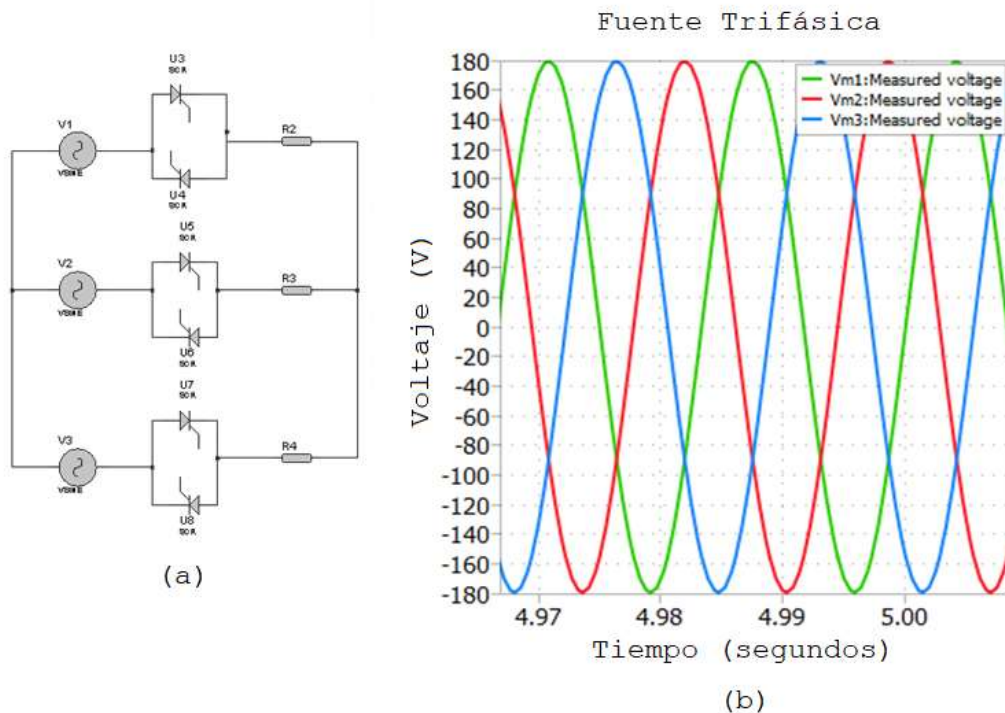 Fuente Trifásica
U3
SCR
V1
VSINE
R2
U4
SCR
U5
SCR
V2
VSINE
R3
U6
SCR
U7
SCR
V3
VSINE
R4
U8
SCR
(a)
Vm1:Measured voltage
Vm2:Measured voltage
Vm3:Measured voltage
Voltaje (V)
180
160
140
120
100
80
60
40
20
0
-20
-40
-60
-80
-100
-120
-140
-160
-180
4.97 4.98 4.99 5.00
Tiempo (segundos)
(b)